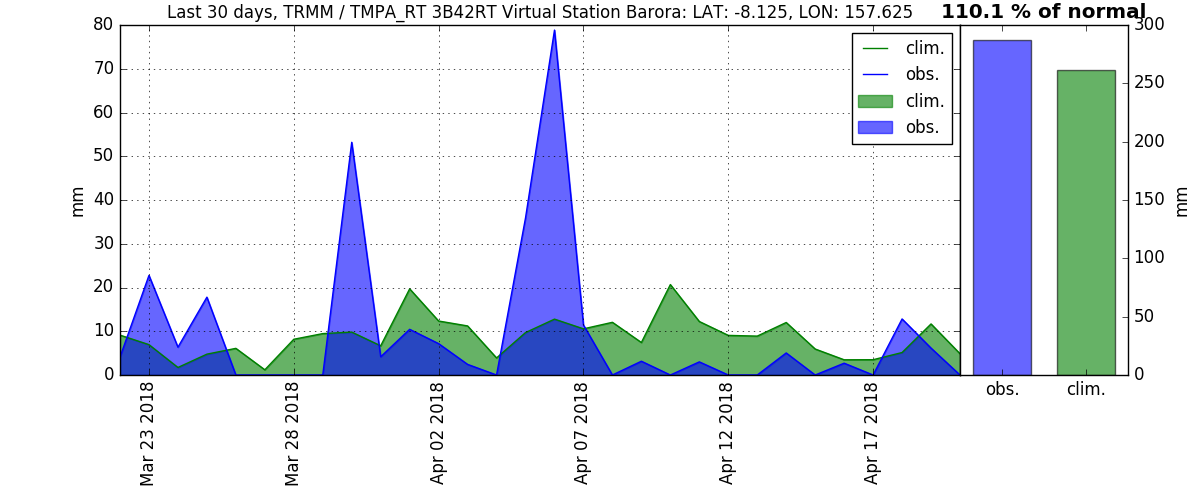 Last 30 days, TRMM / TMPA_RT 3B42RT Virtual Station Barora: LAT: -8.125, LON: 157.625
110.1 % of normal
80
70
60
50
40
30
20
10
0
mm
clim.
obs.
clim.
obs.
300
250
200
150
100
50
0
mm
obs.
clim.
Mar 23 2018
Mar 28 2018
Apr 02 2018
Apr 07 2018
Apr 12 2018
Apr 17 2018